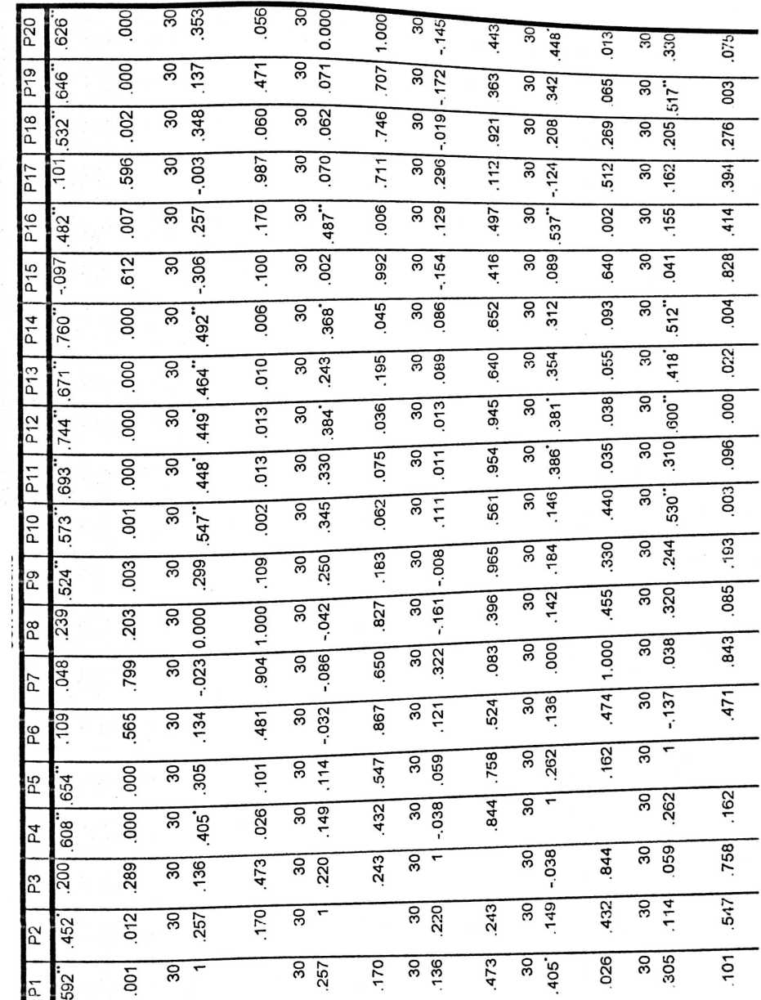 P1 P2 P3 P4 P5 P6 P7 P8 P9 P10 P11 P12 P13 P14 P15 P16 P17 P18 P19 P20
592** .452* .200 .608** .654** .109 .048 .239 .524** .573** .693** .744** .671** .760** -.097 .482** .101 .532** .646** .626**
.001 .012 .289 .000 .000 .565 .799 .203 .003 .001 .000 .000 .000 .000 .612 .007 .596 .002 .000 .000
30 30 30 30 30 30 30 30 30 30 30 30 30 30 30 30 30 30 30 30
1 .257 .136 .405* .305 .134 -.023 0.000 .299 .547** .448* .449* .464** .492** -.306 .257 -.003 .348 .137 .353
.170 .473 .026 .101 .481 .904 1.000 .109 .002 .013 .013 .010 .006 .100 .170 .987 .060 .471 .056
30 30 30 30 30 30 30 30 30 30 30 30 30 30 30 30 30 30 30 30
.257 1 .220 .149 .114 -.032 -.086 -.042 .250 .345 .330 .384* .243 .368* .002 .487** .070 .062 .071 0.000
.170 .243 .432 .547 .867 .650 .827 .183 .062 .075 .036 .195 .045 .992 .006 .711 .746 .707 1.000
30 30 30 30 30 30 30 30 30 30 30 30 30 30 30 30 30 30 30 30
.136 .220 1 -.038 .059 .121 .322 -.161 -.008 .111 .011 .013 .089 .086 -.154 .129 .296 -.019 -.172 -.145
.473 .243 .844 .758 .524 .083 .396 .965 .561 .954 .945 .640 .652 .416 .497 .112 .921 .363 .443
30 30 30 30 30 30 30 30 30 30 30 30 30 30 30 30 30 30 30 30
.405* .149 -.038 1 .262 .136 .000 .142 .184 .146 .386* .381* .354 .312 .089 .537** -.124 .208 .342 .448*
.026 .432 .844 .162 .474 1.000 .455 .330 .440 .035 .038 .055 .093 .640 .002 .512 .269 .065 .013
30 30 30 30 30 30 30 30 30 30 30 30 30 30 30 30 30 30 30 30
.305 .114 .059 .262 1 -.137 .038 .320 .244 .530** .310 .600** .418* .512** .041 .155 .162 .205 .517** .330
.101 .547 .758 .162 .471 .843 .085 .193 .003 .096 .000 .022 .004 .828 .414 .394 .276 003 .075